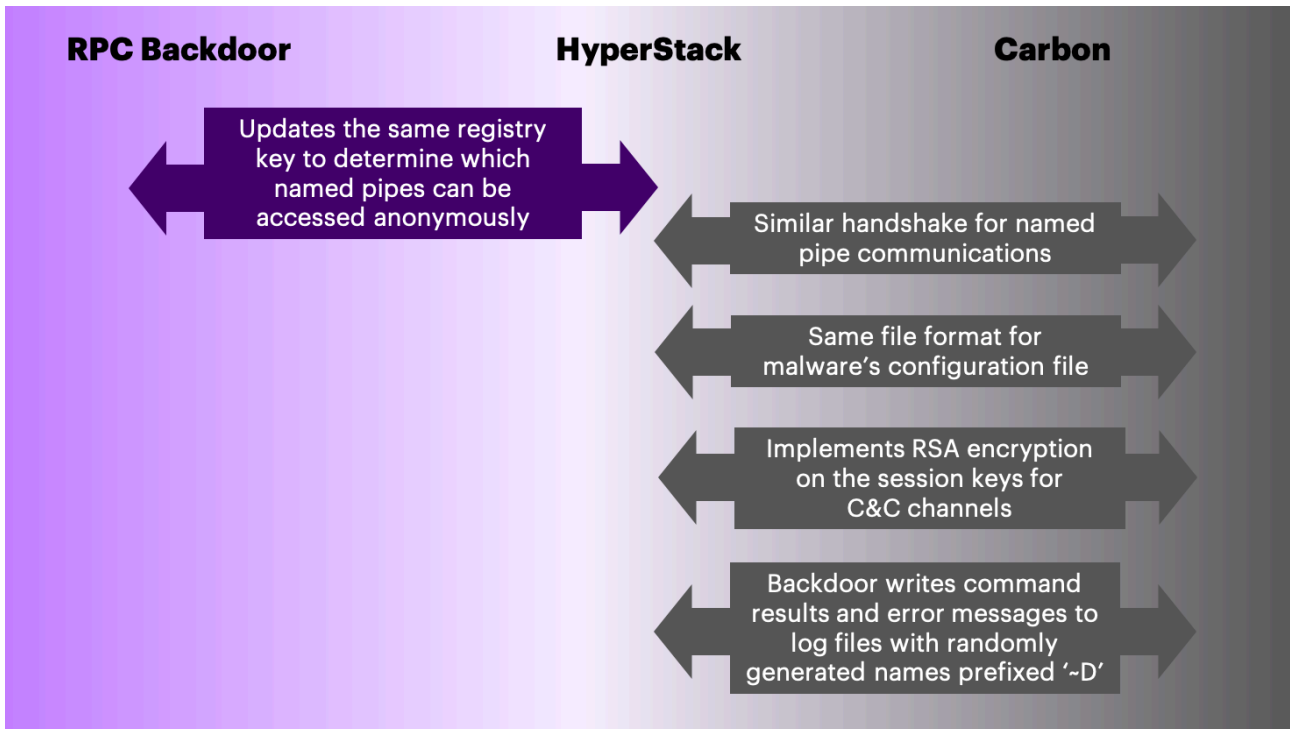 RPC Backdoor
HyperStack
Carbon
Updates the same registry
key to determine which
named pipes can be
accessed anonymously
Similar handshake for named
pipe communications
Same file format for
malware’s configuration file
Implements RSA encryption
on the session keys for
C&C channels
Backdoor writes command
results and error messages to
log files with randomly
generated names prefixed ‘~D’